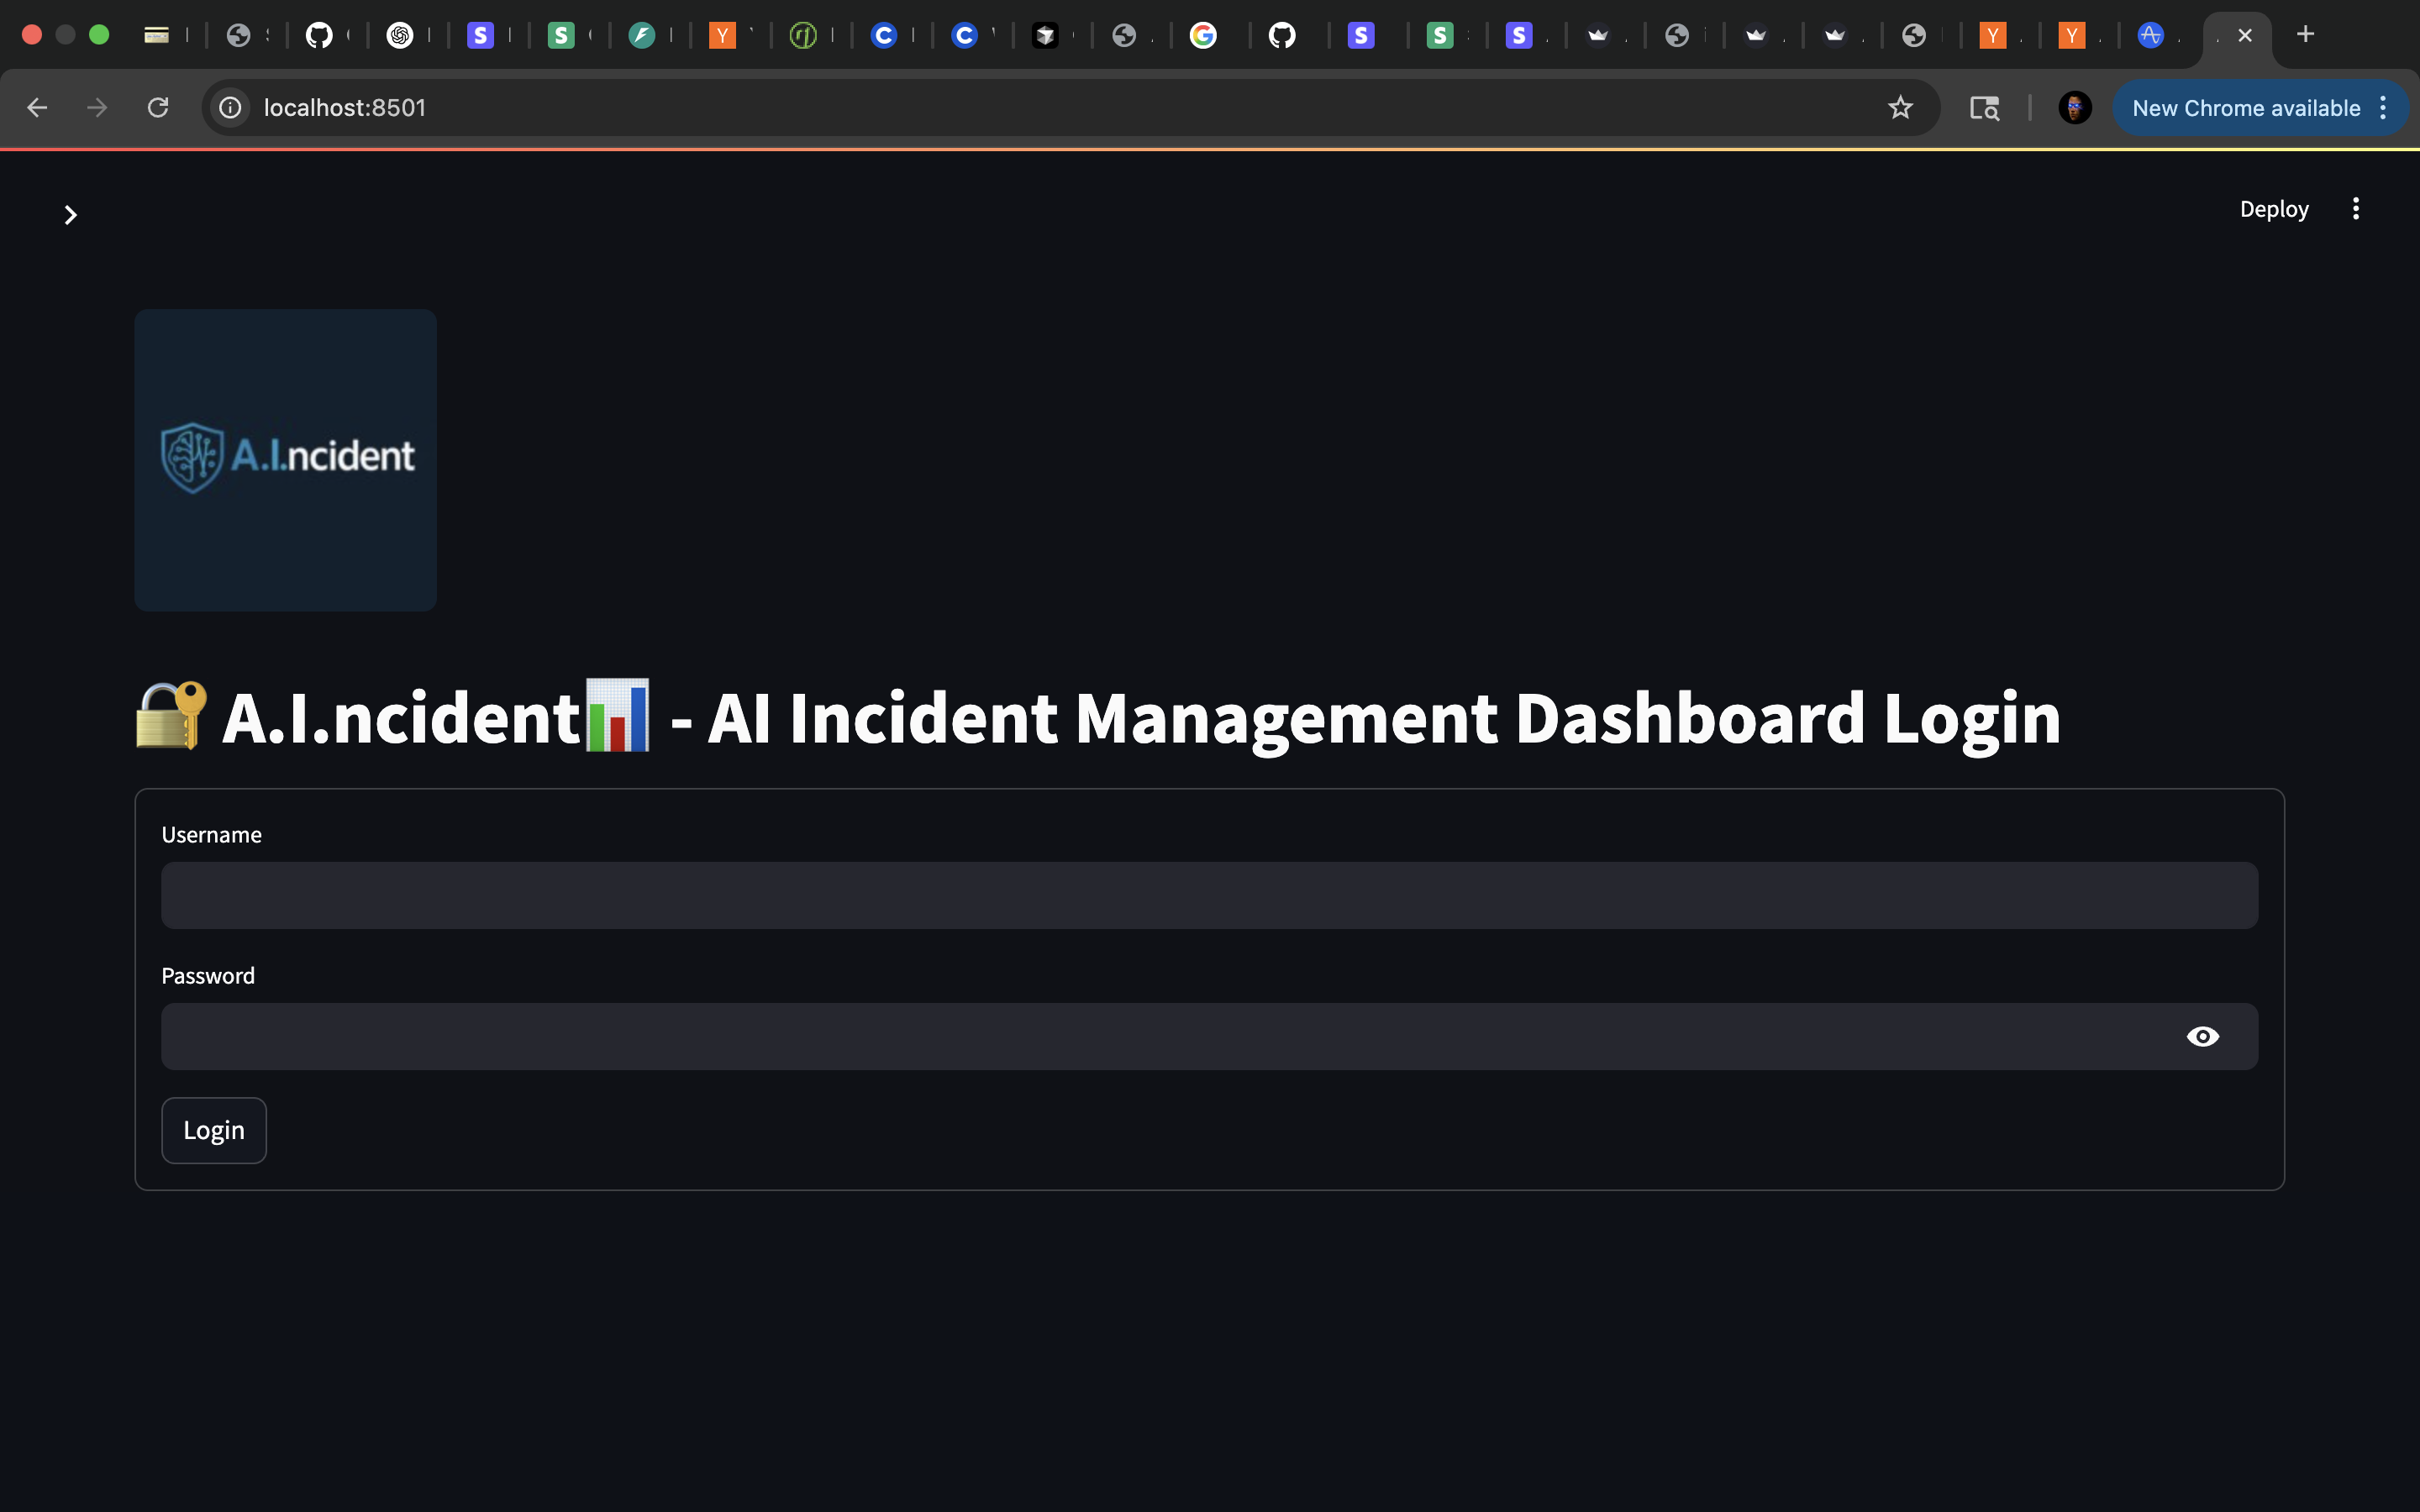 localhost:8501
New Chrome available
Deploy
A.I.ncident
🔐 A.I.ncident📊 - AI Incident Management Dashboard Login
Username
Password
Login